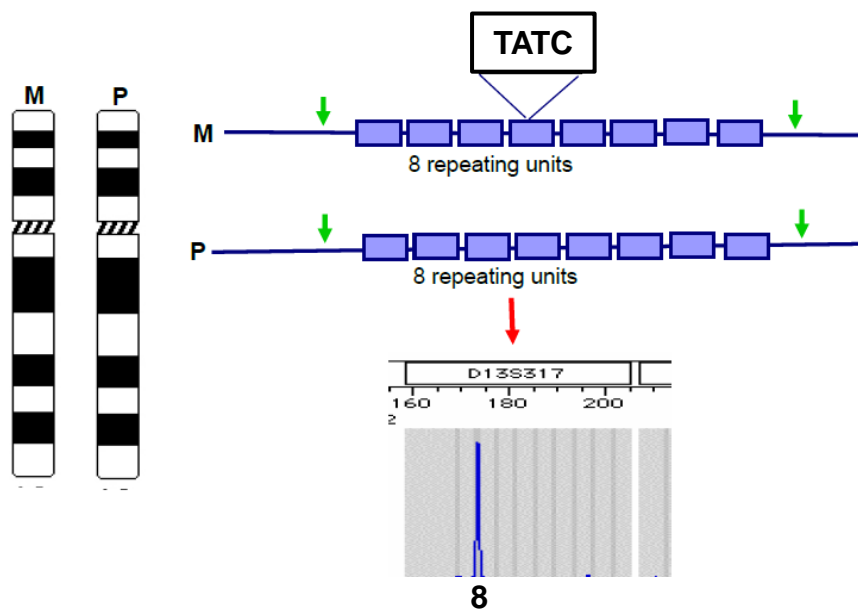 TATC
M P
M
8 repeating units
P
8 repeating units
D13S317
160 180 200
2
8